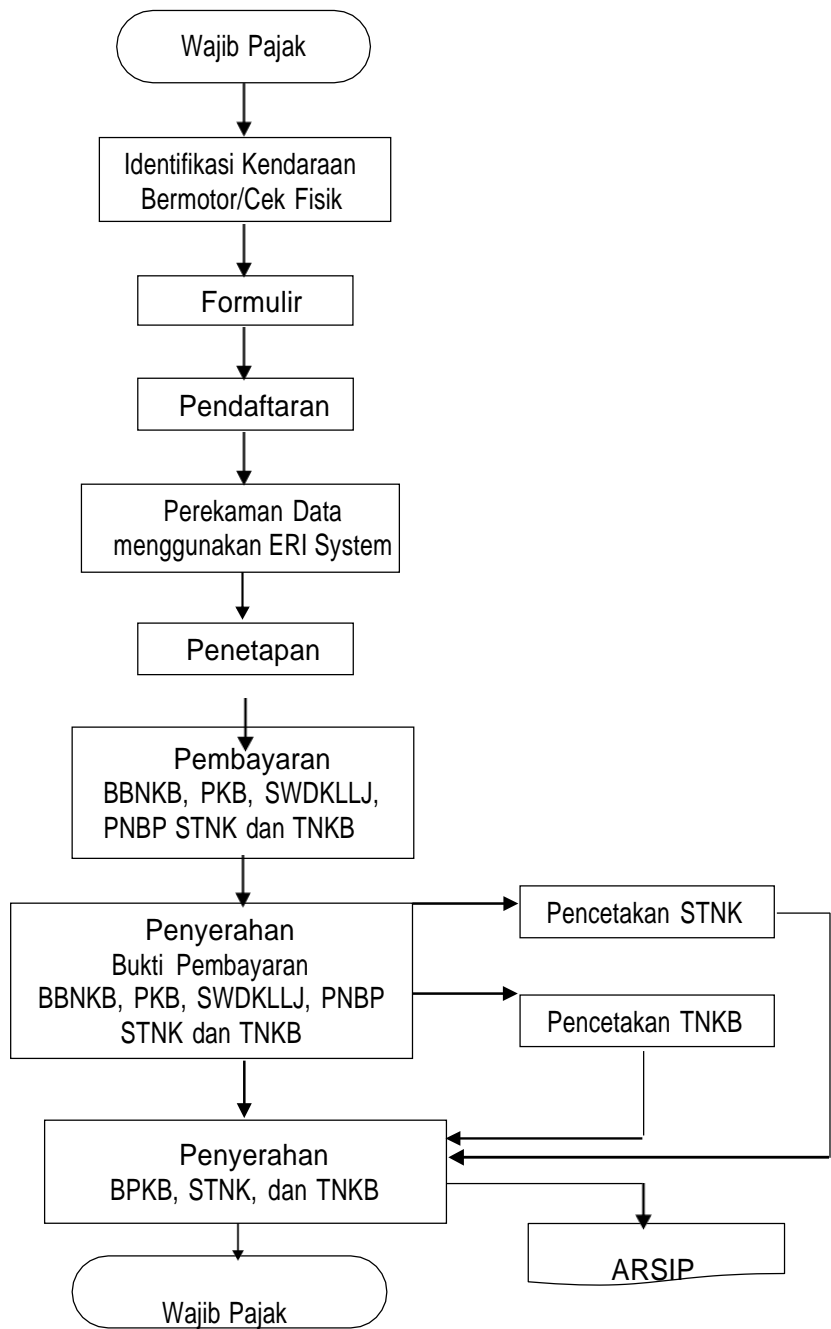 Wajib Pajak
Identifikasi Kendaraan
Bermotor/Cek Fisik
Formulir
Pendaftaran
Perekaman Data
menggunakan ERI System
Penetapan
Pembayaran
BBNKB, PKB, SWDKLLJ,
PNBP STNK dan TNKB
Penyerahan
Bukti Pembayaran
BBNKB, PKB, SWDKLLJ, PNBP
STNK dan TNKB
Pencetakan STNK
Pencetakan TNKB
Penyerahan
BPKB, STNK, dan TNKB
ARSIP
Wajib Pajak